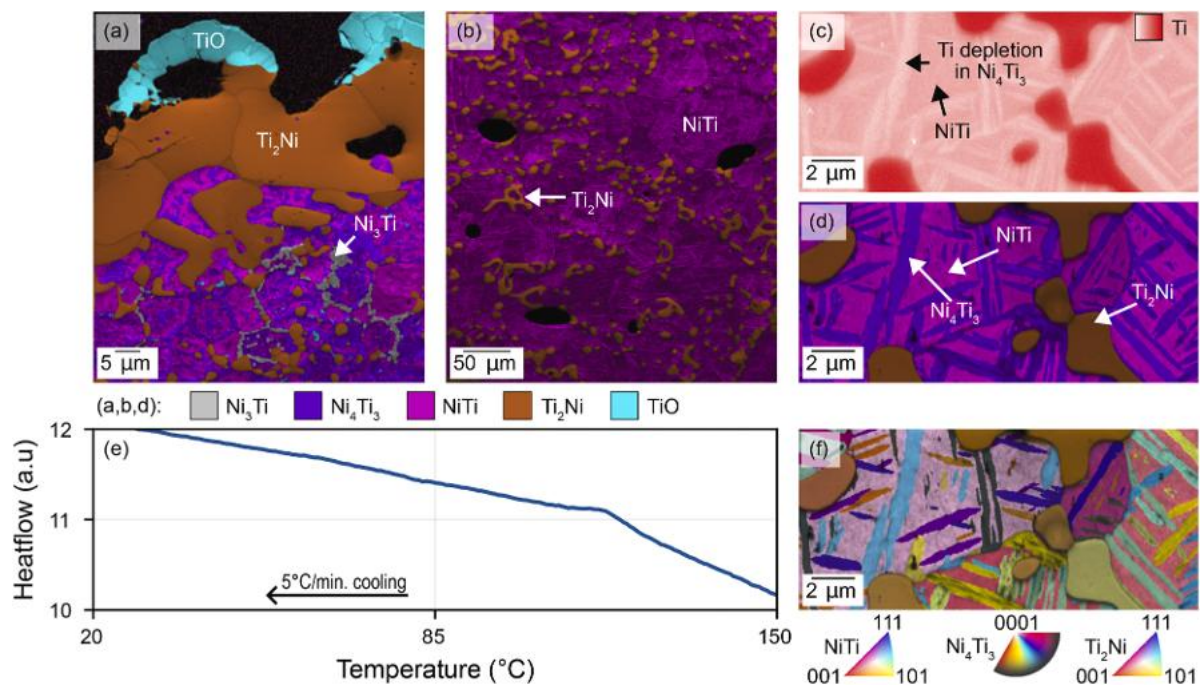 (a)
TiO
Ti₂Ni
Ni₃Ti
5 µm
(b)
NiTi
Ti₂Ni
50 µm
(c)
Ti
Ti depletion
in Ni₄Ti₃
NiTi
2 µm
(d)
NiTi
Ni₄Ti₃
Ti₂Ni
2 µm
(a,b,d): Ni₃Ti Ni₄Ti₃ NiTi Ti₂Ni TiO
(e)
Heatflow (a.u)
12
11
10
5°C/min. cooling
20 85 150
Temperature (°C)
(f)
2 µm
NiTi 111 001 101
Ni₄Ti₃ 0001
Ti₂Ni 111 001 101